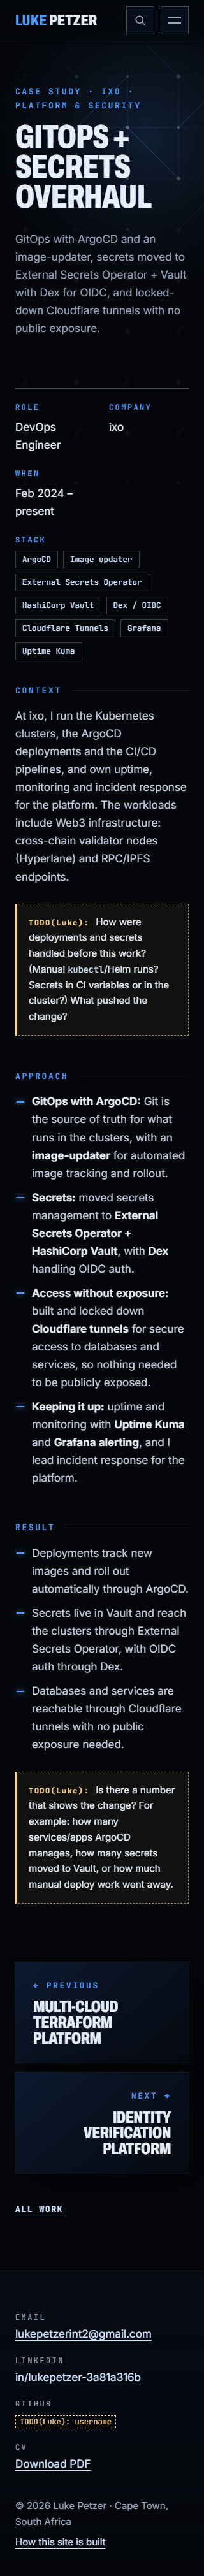 LUKE PETZER
CASE STUDY · IXO ·
PLATFORM & SECURITY
GITOPS +
SECRETS
OVERHAUL
GitOps with ArgoCD and an
image-updater, secrets moved to
External Secrets Operator + Vault
with Dex for OIDC, and locked-
down Cloudflare tunnels with no
public exposure.
ROLE
DevOps
Engineer
COMPANY
ixo
WHEN
Feb 2024 –
present
STACK
ArgoCD
Image updater
External Secrets Operator
HashiCorp Vault
Dex / OIDC
Cloudflare Tunnels
Grafana
Uptime Kuma
CONTEXT
At ixo, I run the Kubernetes
clusters, the ArgoCD
deployments and the CI/CD
pipelines, and own uptime,
monitoring and incident response
for the platform. The workloads
include Web3 infrastructure:
cross-chain validator nodes
(Hyperlane) and RPC/IPFS
endpoints.
TODO(Luke): How were
deployments and secrets
handled before this work?
(Manual kubectl/Helm runs?
Secrets in CI variables or in the
cluster?) What pushed the
change?
APPROACH
— GitOps with ArgoCD: Git is
the source of truth for what
runs in the clusters, with an
image-updater for automated
image tracking and rollout.
— Secrets: moved secrets
management to External
Secrets Operator +
HashiCorp Vault, with Dex
handling OIDC auth.
— Access without exposure:
built and locked down
Cloudflare tunnels for secure
access to databases and
services, so nothing needed
to be publicly exposed.
— Keeping it up: uptime and
monitoring with Uptime Kuma
and Grafana alerting, and I
lead incident response for the
platform.
RESULT
— Deployments track new
images and roll out
automatically through ArgoCD.
— Secrets live in Vault and reach
the clusters through External
Secrets Operator, with OIDC
auth through Dex.
— Databases and services are
reachable through Cloudflare
tunnels with no public
exposure needed.
TODO(Luke): Is there a number
that shows the change? For
example: how many
services/apps ArgoCD
manages, how many secrets
moved to Vault, or how much
manual deploy work went away.
← PREVIOUS
MULTI-CLOUD
TERRAFORM
PLATFORM
NEXT →
IDENTITY
VERIFICATION
PLATFORM
ALL WORK
EMAIL
lukepetzerint2@gmail.com
LINKEDIN
in/lukepetzer-3a81a316b
GITHUB
TODO(Luke): username
CV
Download PDF
© 2026 Luke Petzer · Cape Town,
South Africa
How this site is built